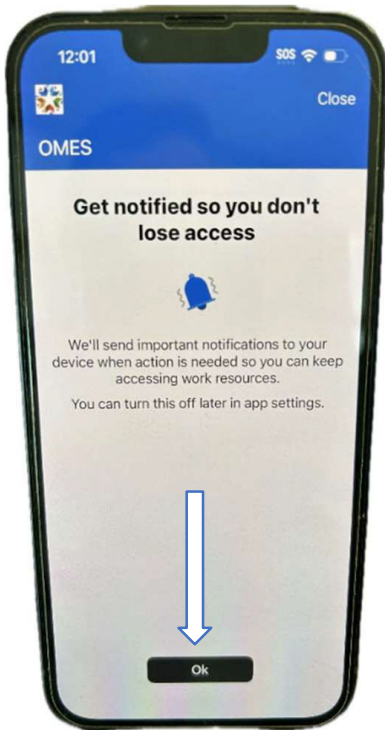 12:01
SOS
Close
OMES
Get notified so you don't
lose access
We'll send important notifications to your
device when action is needed so you can keep
accessing work resources.
You can turn this off later in app settings.
Ok